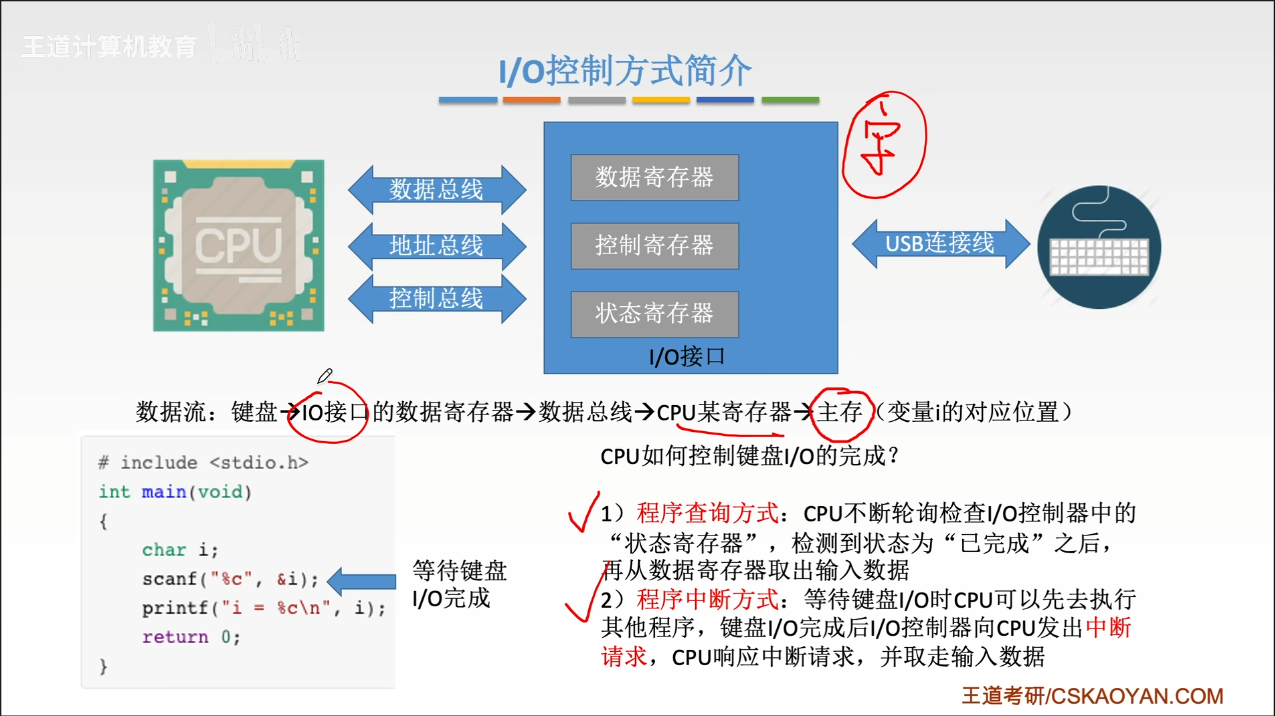 王道计算机教育
I/O控制方式简介
字
CPU
数据总线
地址总线
控制总线
数据寄存器
控制寄存器
状态寄存器
I/O接口
USB连接线
数据流：键盘→IO接口的数据寄存器→数据总线→CPU某寄存器→主存（变量i的对应位置）
# include <stdio.h>
int main(void)
{
    char i;
    scanf("%c", &i);
    printf("i = %c\n", i);
    return 0;
}
等待键盘
I/O完成
CPU如何控制键盘I/O的完成？
1）程序查询方式：CPU不断轮询检查I/O控制器中的
“状态寄存器”，检测到状态为“已完成”之后，
再从数据寄存器取出输入数据
2）程序中断方式：等待键盘I/O时CPU可以先去执行
其他程序，键盘I/O完成后I/O控制器向CPU发出中断
请求，CPU响应中断请求，并取走输入数据
王道考研/CSKAOYAN.COM